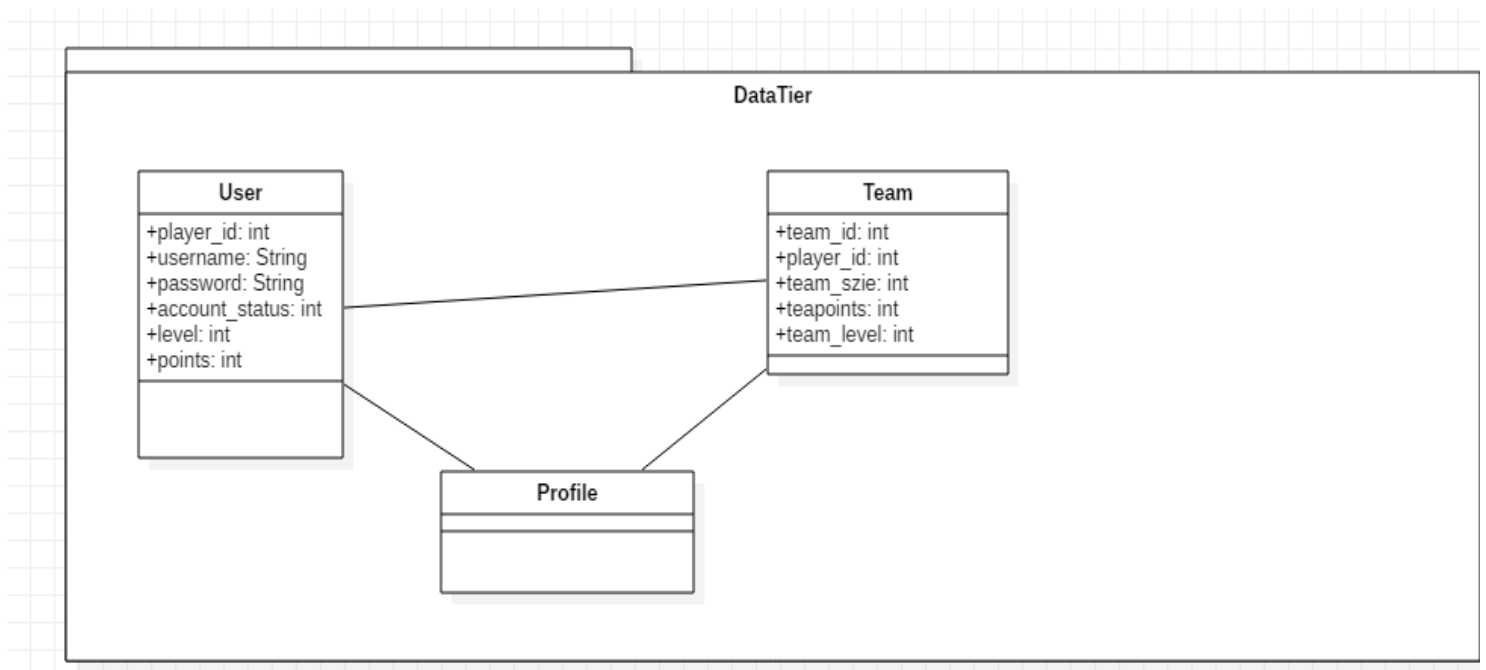 DataTier
User
+player_id: int
+username: String
+password: String
+account_status: int
+level: int
+points: int
Team
+team_id: int
+player_id: int
+team_szie: int
+teapoints: int
+team_level: int
Profile